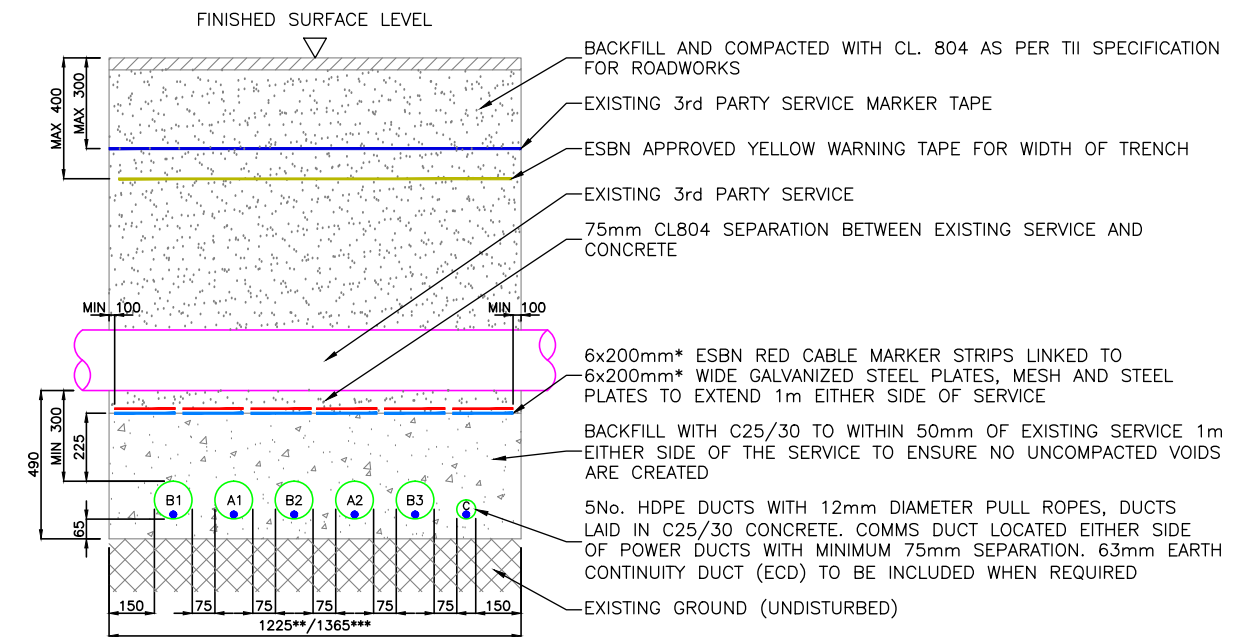 FINISHED SURFACE LEVEL
BACKFILL AND COMPACTED WITH CL. 804 AS PER TII SPECIFICATION
FOR ROADWORKS
MAX 400
MAX 300
EXISTING 3rd PARTY SERVICE MARKER TAPE
ESBN APPROVED YELLOW WARNING TAPE FOR WIDTH OF TRENCH
EXISTING 3rd PARTY SERVICE
75mm CL804 SEPARATION BETWEEN EXISTING SERVICE AND
CONCRETE
MIN 100
MIN 100
6x200mm* ESBN RED CABLE MARKER STRIPS LINKED TO
6x200mm* WIDE GALVANIZED STEEL PLATES, MESH AND STEEL
PLATES TO EXTEND 1m EITHER SIDE OF SERVICE
490
MIN 300
225
65
BACKFILL WITH C25/30 TO WITHIN 50mm OF EXISTING SERVICE 1m
EITHER SIDE OF THE SERVICE TO ENSURE NO UNCOMPACTED VOIDS
ARE CREATED
B1 A1 B2 A2 B3 C
5No. HDPE DUCTS WITH 12mm DIAMETER PULL ROPES, DUCTS
LAID IN C25/30 CONCRETE. COMMS DUCT LOCATED EITHER SIDE
OF POWER DUCTS WITH MINIMUM 75mm SEPARATION. 63mm EARTH
CONTINUITY DUCT (ECD) TO BE INCLUDED WHEN REQUIRED
EXISTING GROUND (UNDISTURBED)
150 75 75 75 75 75 150
1225**/1365***